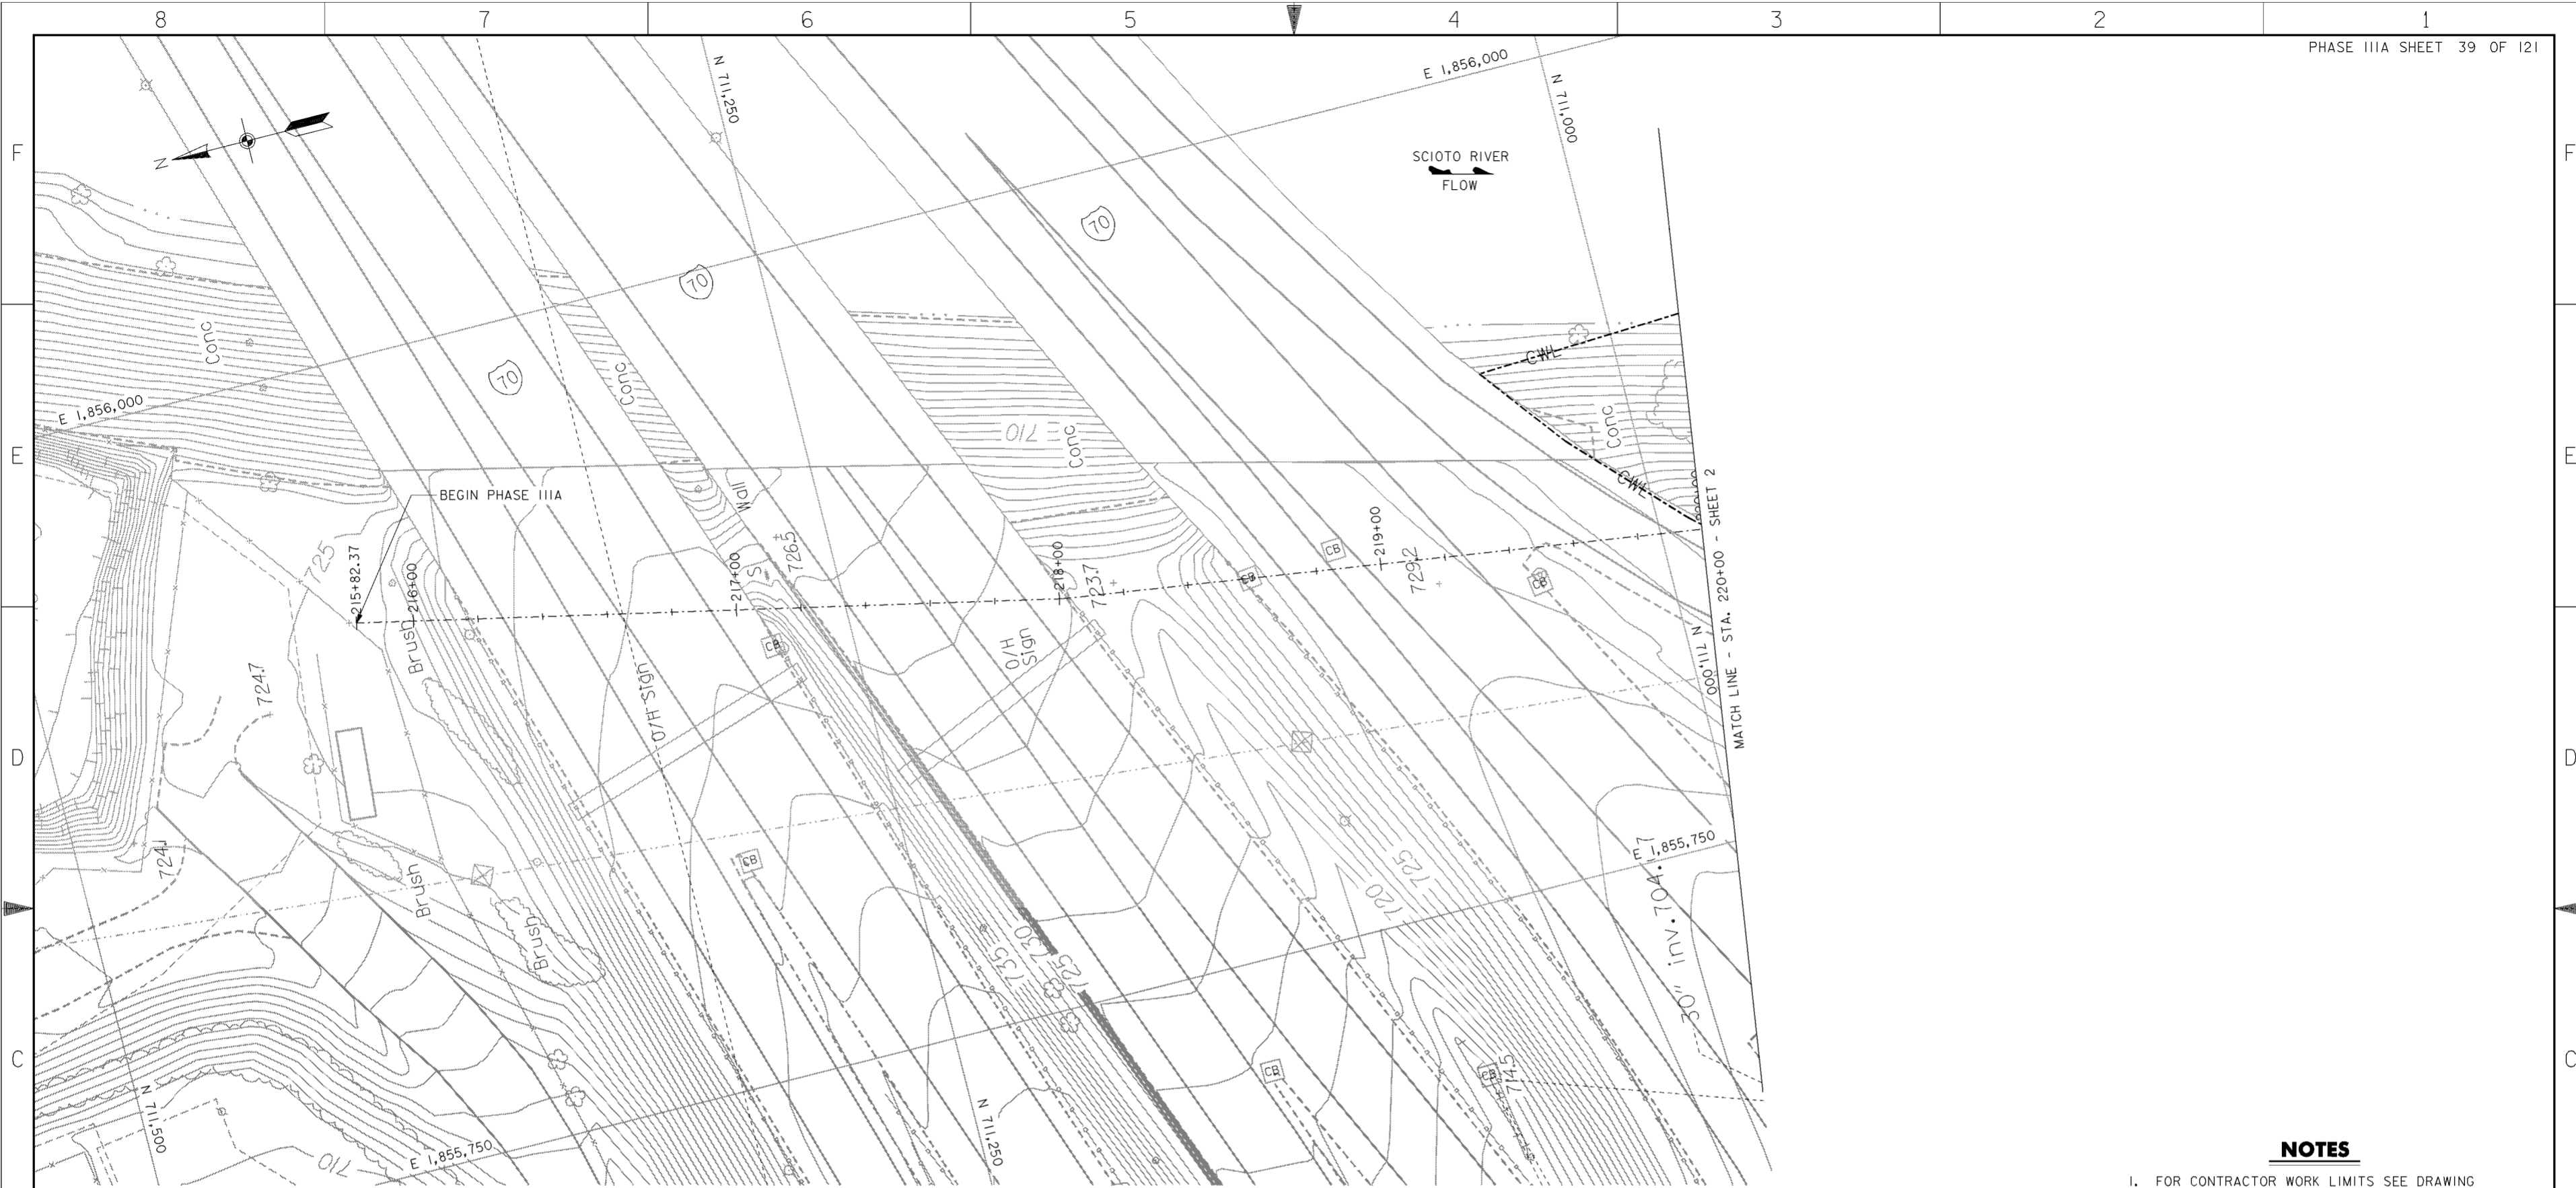 8 7 6 5 4 3 2 1
PHASE IIIA SHEET 39 OF 121
F
F
E
E
D
D
C
C
N
N 711,250
E 1,856,000
N 711,000
SCIOTO RIVER
FLOW
70
70
70
Conc
Conc
Conc
Conc
710
CWL
CWL
E 1,856,000
BEGIN PHASE IIIA
725
215+82.37
216+00
217+00
218+00
219+00
Wall
726.5
723.7
729.2
CB
CB
CB
CB
CB
CB
CB
MATCH LINE - STA. 220+00 - SHEET 2
N 711,000
Brush
724.7
O/H Sign
O/H
Sign
724.1
Brush
Brush
720
725
E 1,855,750
30" inv.704.17
735
730
725
714.5
N 711,500
710
E 1,855,750
N 711,250
NOTES
1. FOR CONTRACTOR WORK LIMITS SEE DRAWING